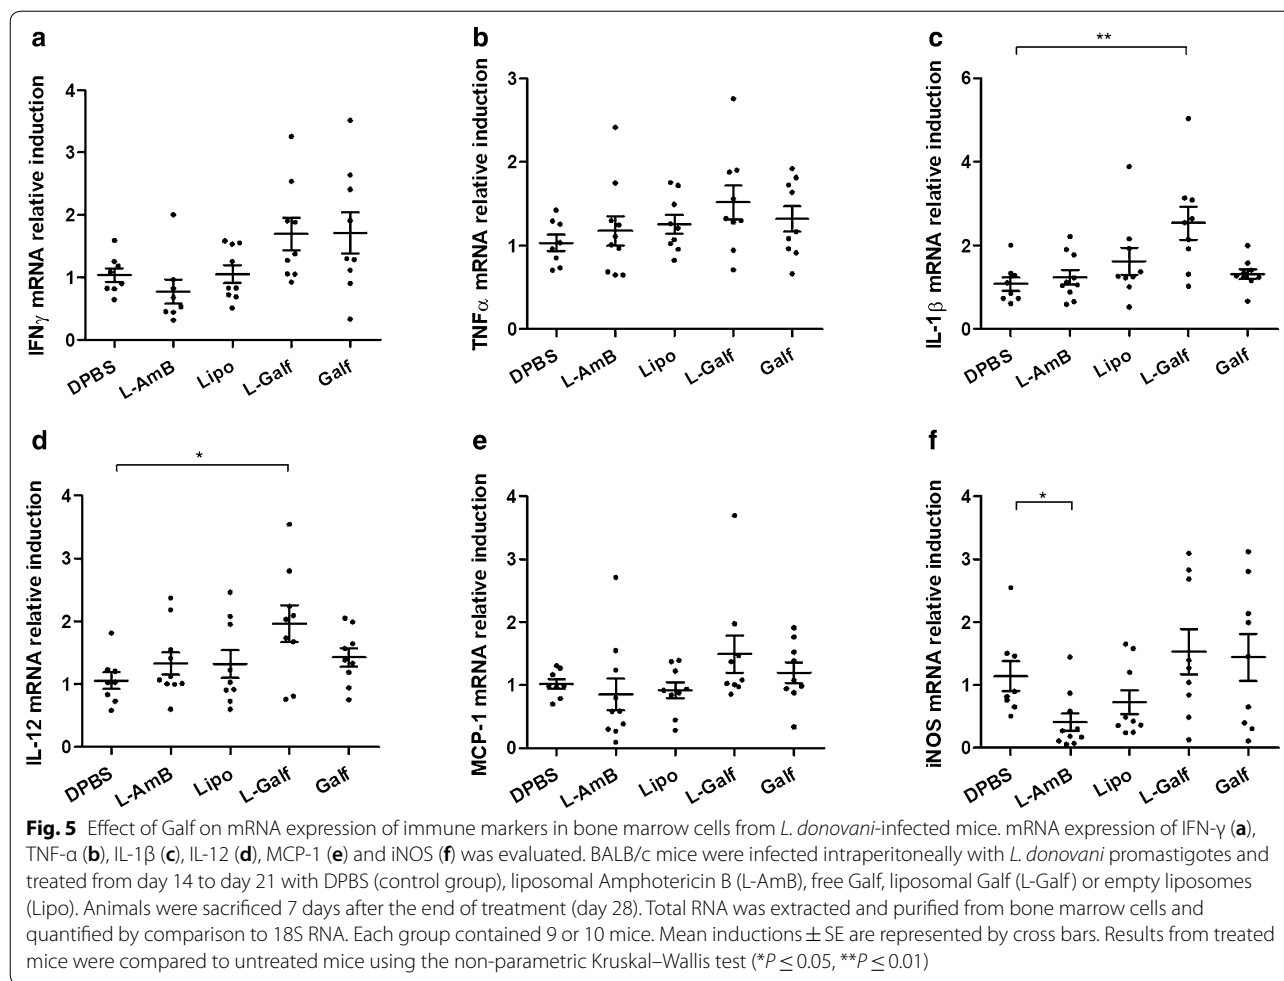 a
IFNγ mRNA relative induction
4
3
2
1
0
DPBS
L-AmB
Lipo
L-Galf
Galf
b
TNFα mRNA relative induction
3
2
1
0
DPBS
L-AmB
Lipo
L-Galf
Galf
c
**
IL-1β mRNA relative induction
6
4
2
0
DPBS
L-AmB
Lipo
L-Galf
Galf
d
*
IL-12 mRNA relative induction
4
3
2
1
0
DPBS
L-AmB
Lipo
L-Galf
Galf
e
MCP-1 mRNA relative induction
4
3
2
1
0
DPBS
L-AmB
Lipo
L-Galf
Galf
f
*
iNOS mRNA relative induction
4
3
2
1
0
DPBS
L-AmB
Lipo
L-Galf
Galf
Fig. 5 Effect of Galf on mRNA expression of immune markers in bone marrow cells from L. donovani-infected mice. mRNA expression of IFN-γ (a),
TNF-α (b), IL-1β (c), IL-12 (d), MCP-1 (e) and iNOS (f) was evaluated. BALB/c mice were infected intraperitoneally with L. donovani promastigotes and
treated from day 14 to day 21 with DPBS (control group), liposomal Amphotericin B (L-AmB), free Galf, liposomal Galf (L-Galf) or empty liposomes
(Lipo). Animals were sacrificed 7 days after the end of treatment (day 28). Total RNA was extracted and purified from bone marrow cells and
quantified by comparison to 18S RNA. Each group contained 9 or 10 mice. Mean inductions ± SE are represented by cross bars. Results from treated
mice were compared to untreated mice using the non-parametric Kruskal–Wallis test (*P ≤ 0.05, **P ≤ 0.01)